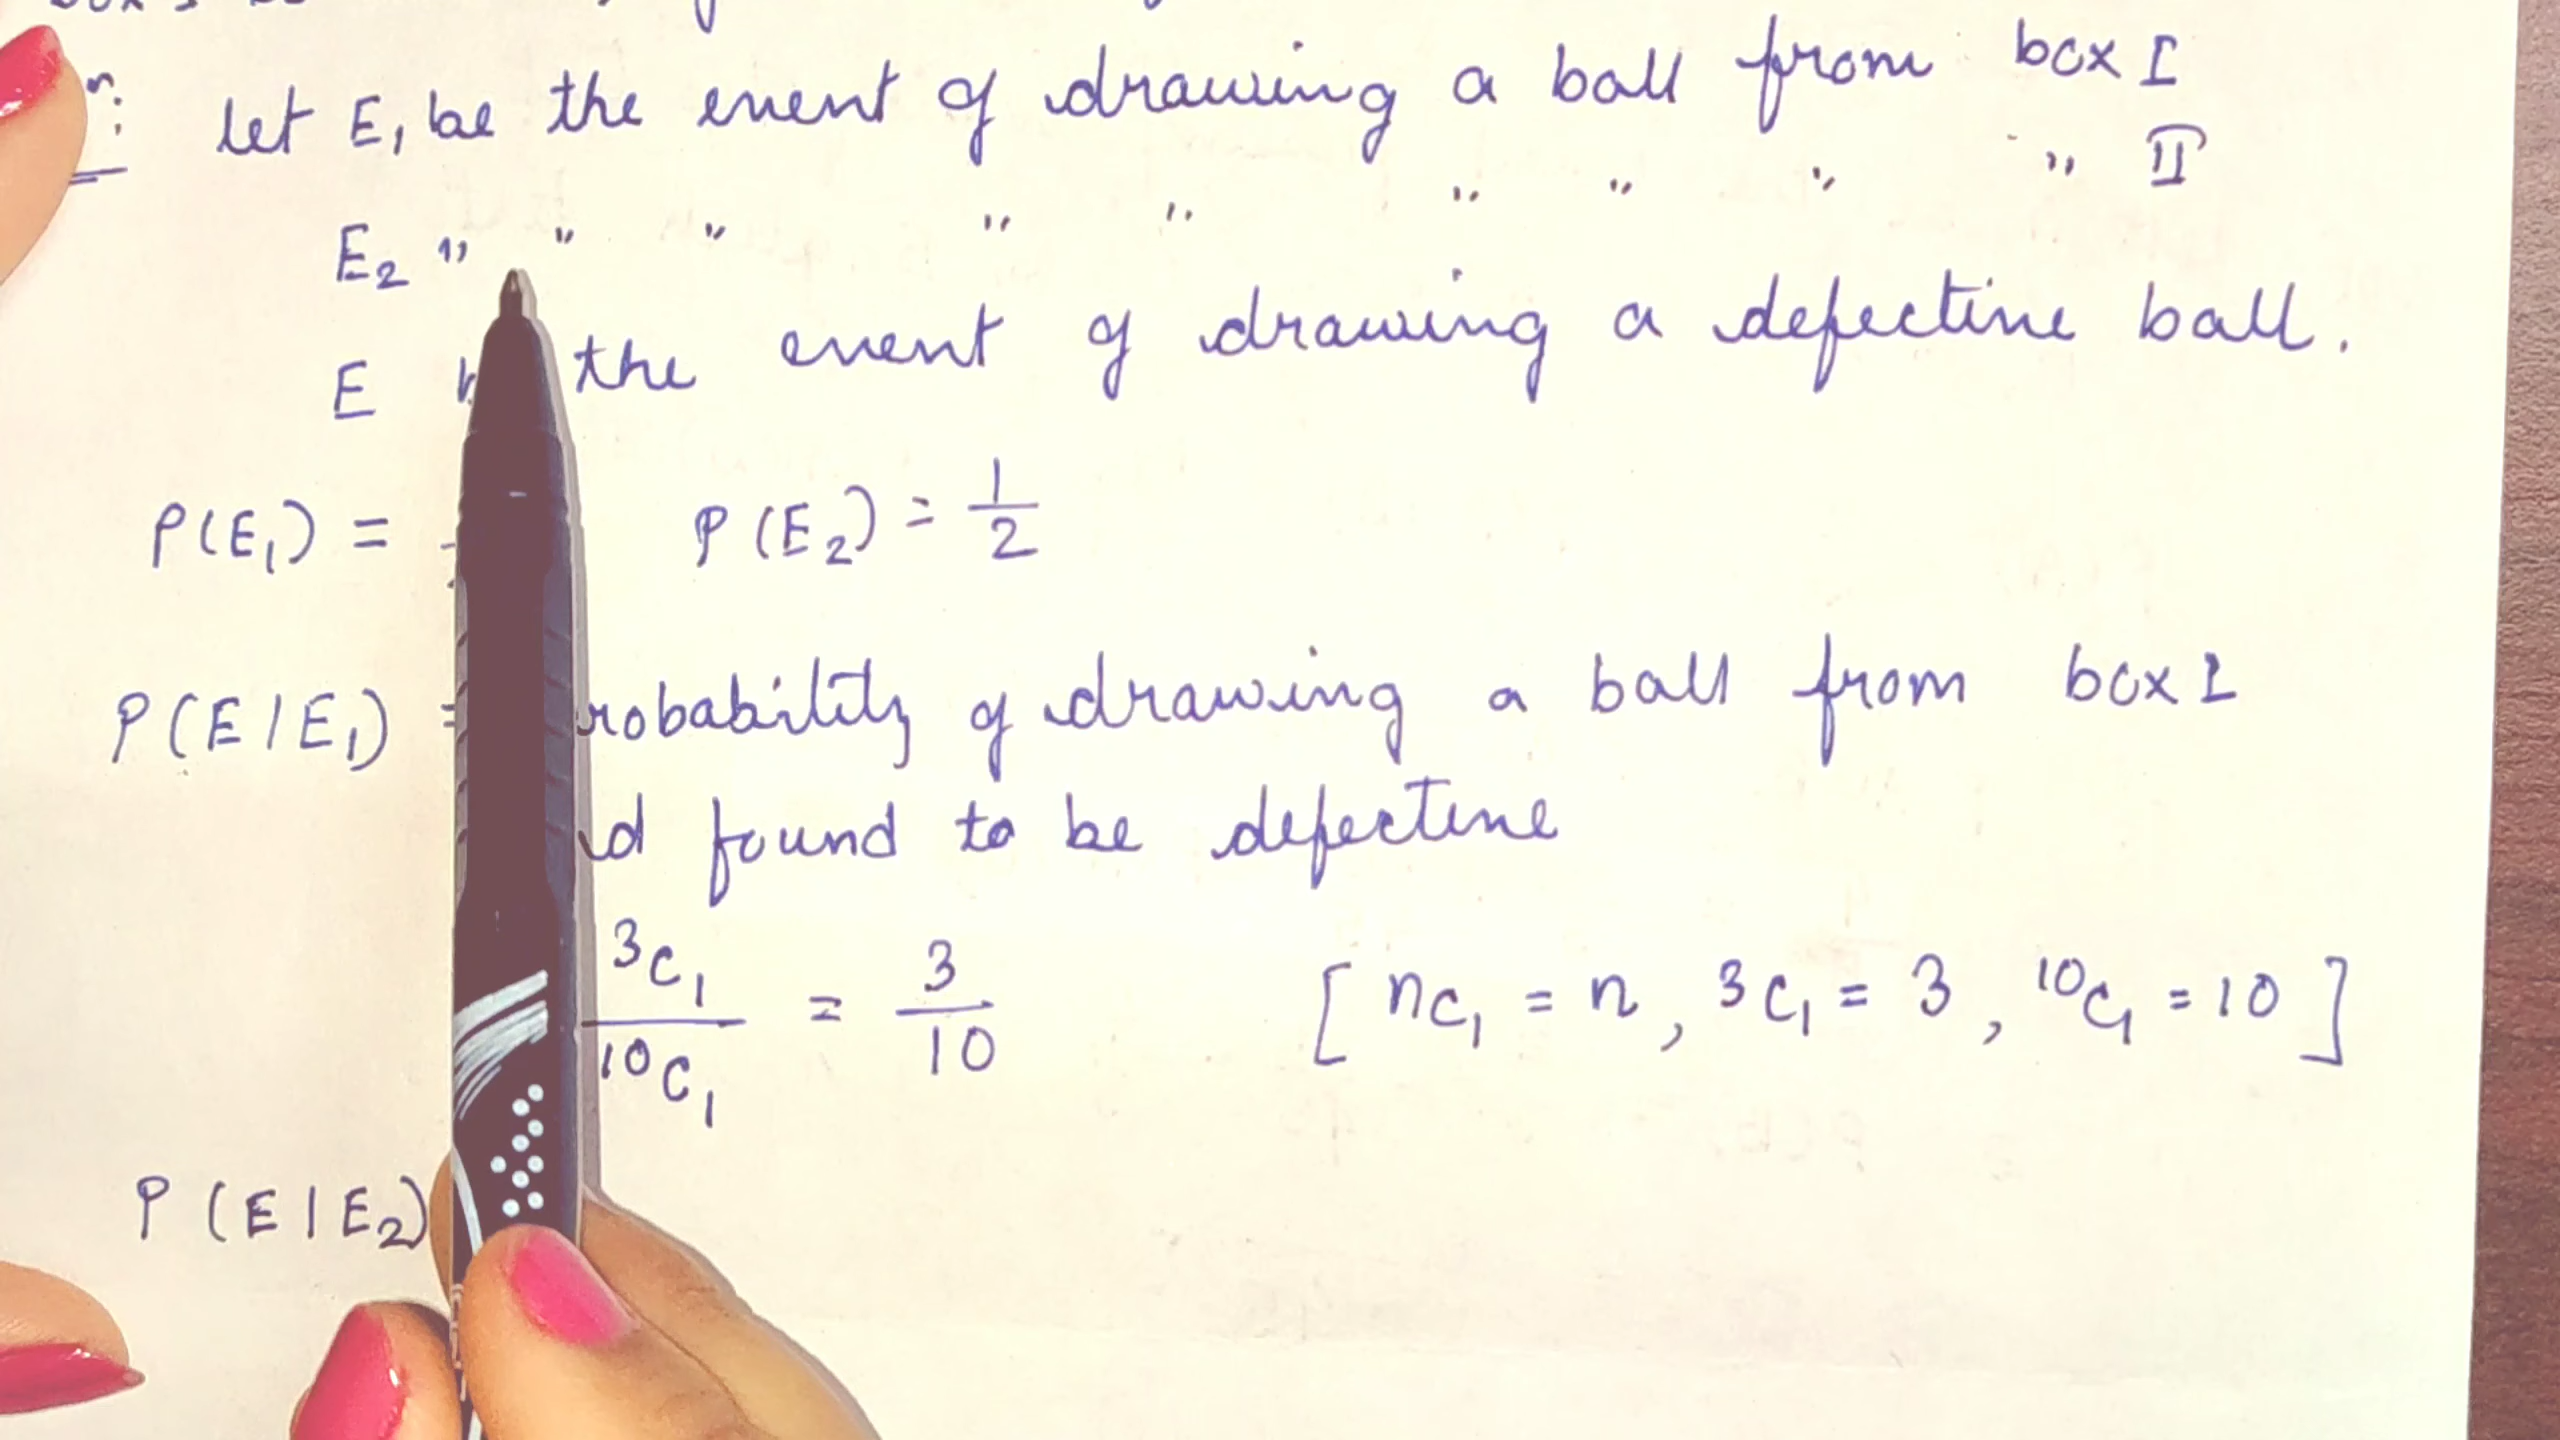 let E₁ be the event of drawing a ball from box I
E₂ " " " " " " " " " II
E the event of drawing a defective ball.
P(E₁) = P(E₂) = 1/2
P(E/E₁) = robability of drawing a ball from box I
d found to be defective
³C₁/¹⁰C₁ = 3/10 [nC₁ = n, ³C₁ = 3, ¹⁰C₁ = 10]
P(E/E₂)